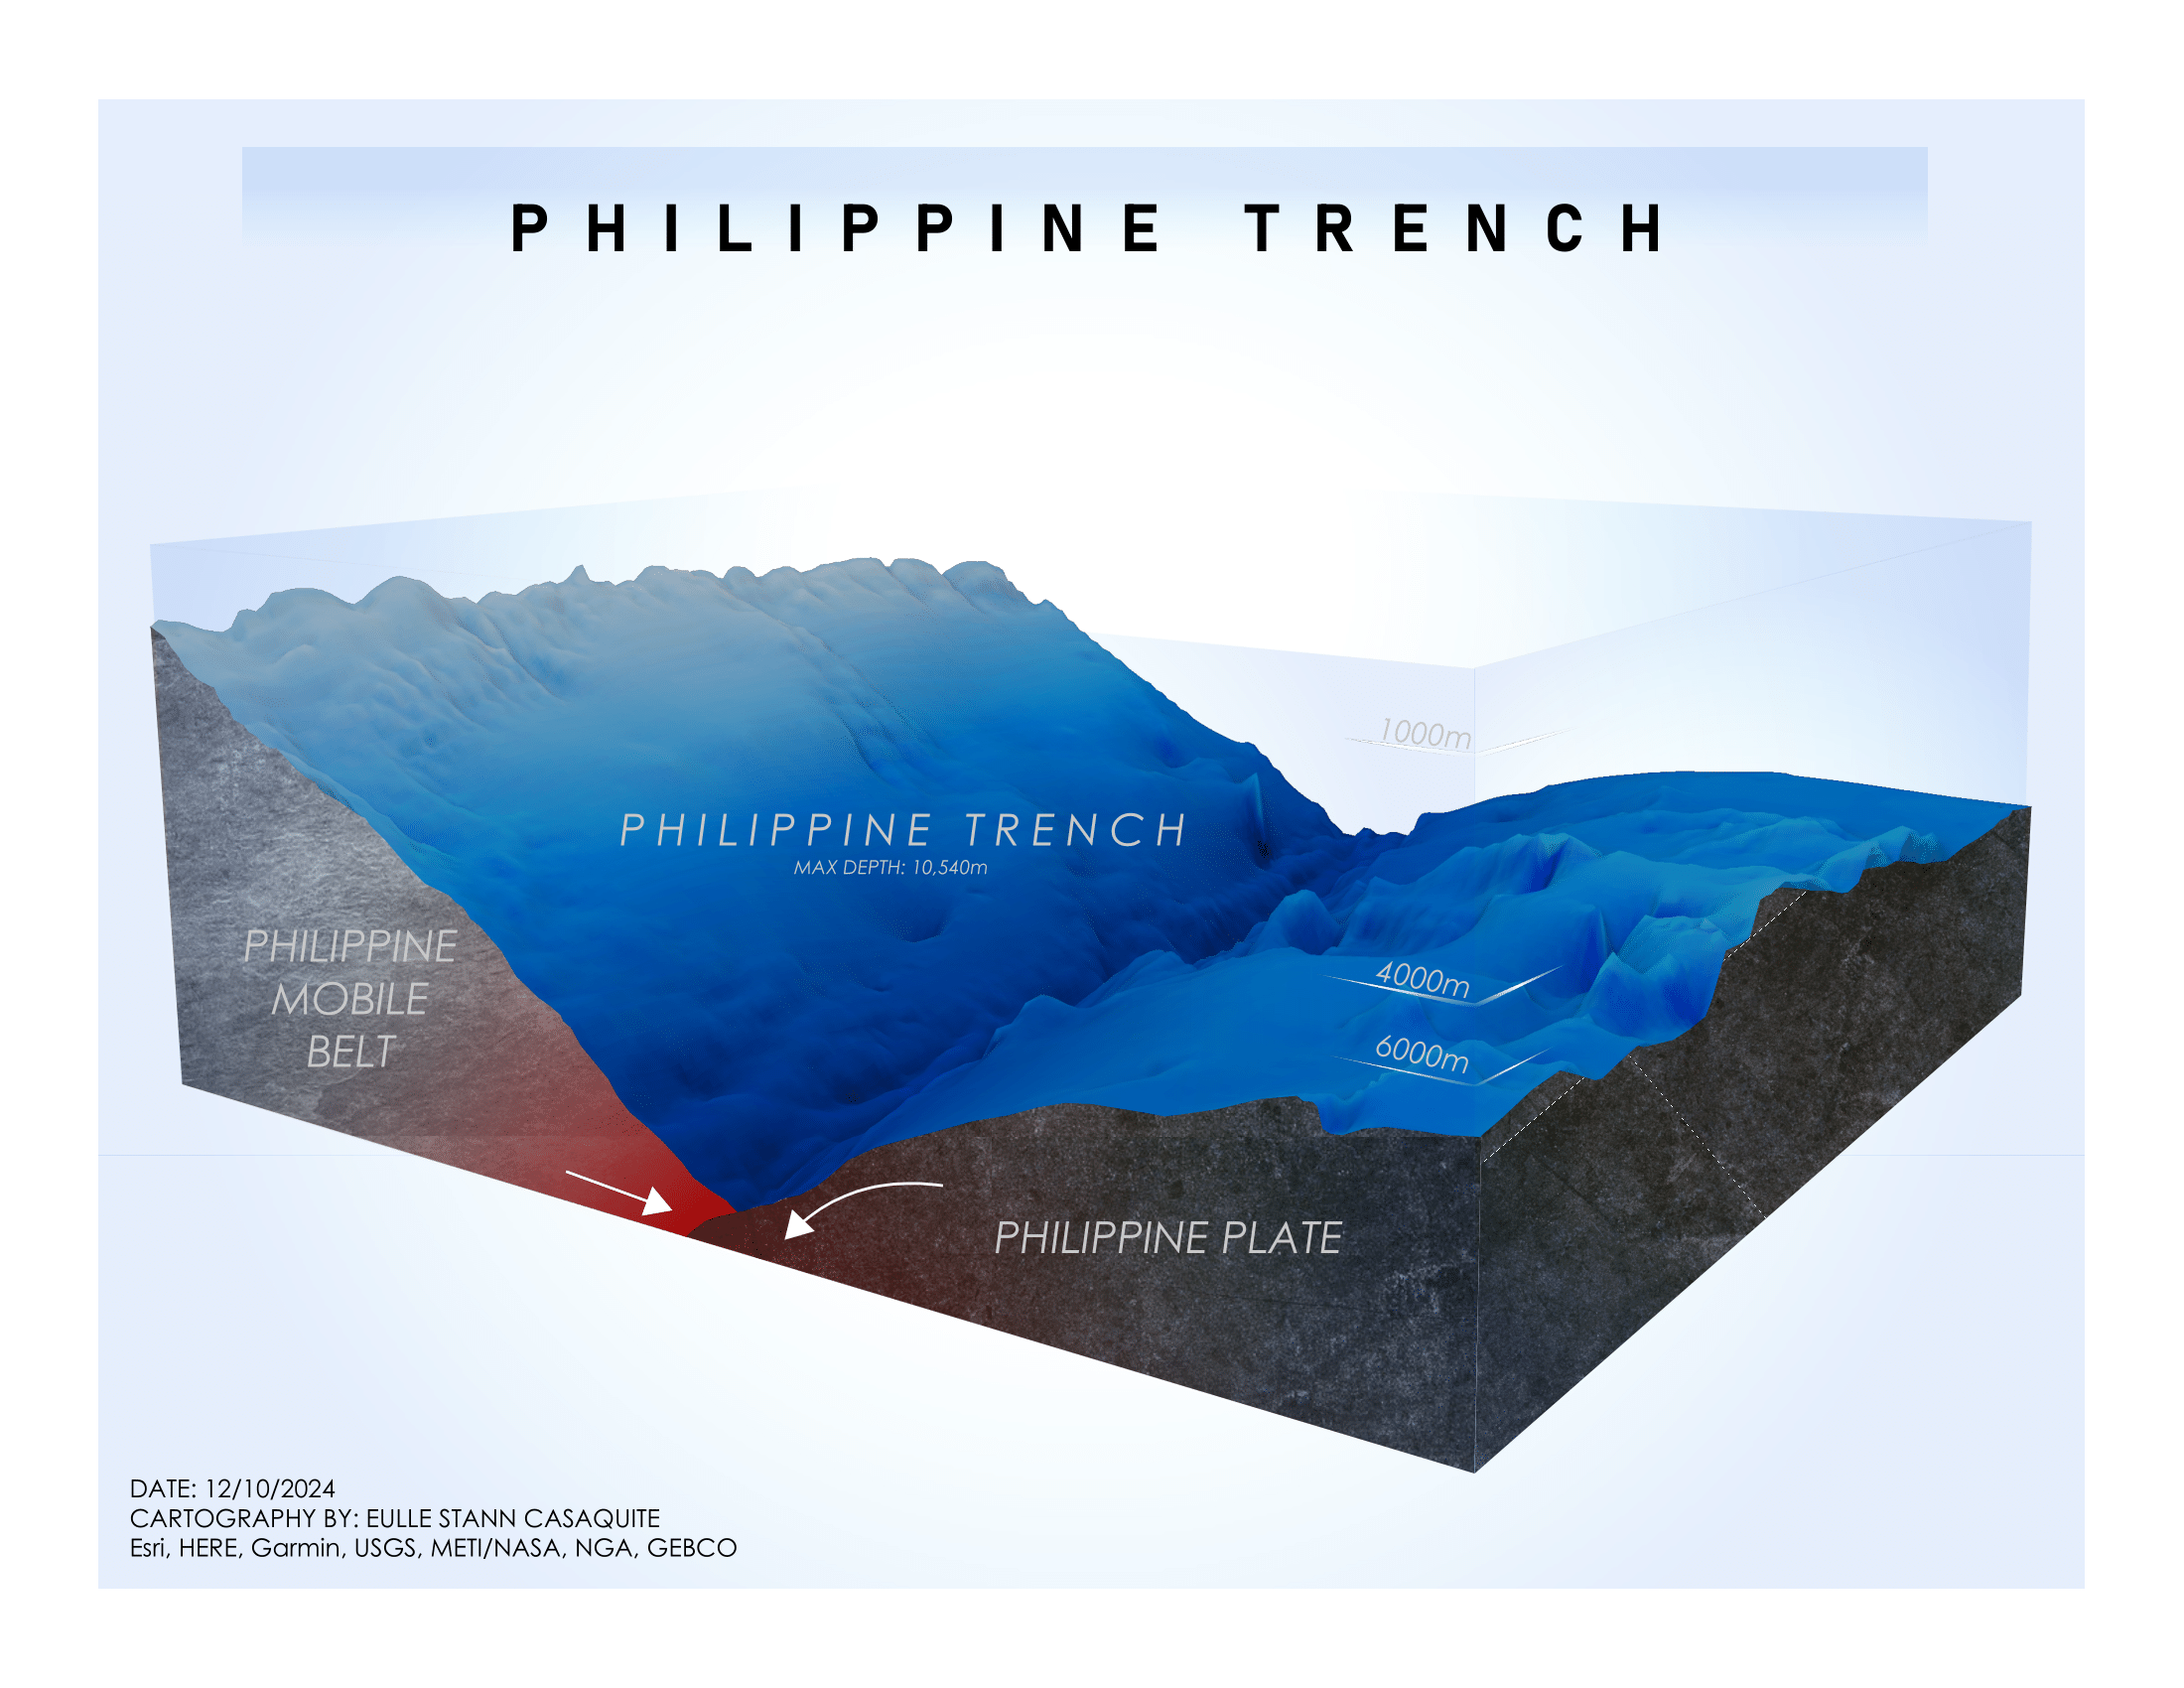 PHILIPPINE TRENCH
1000m
PHILIPPINE TRENCH
MAX DEPTH: 10,540m
PHILIPPINE
MOBILE
BELT
4000m
6000m
PHILIPPINE PLATE
DATE: 12/10/2024
CARTOGRAPHY BY: EULLE STANN CASAQUITE
Esri, HERE, Garmin, USGS, METI/NASA, NGA, GEBCO